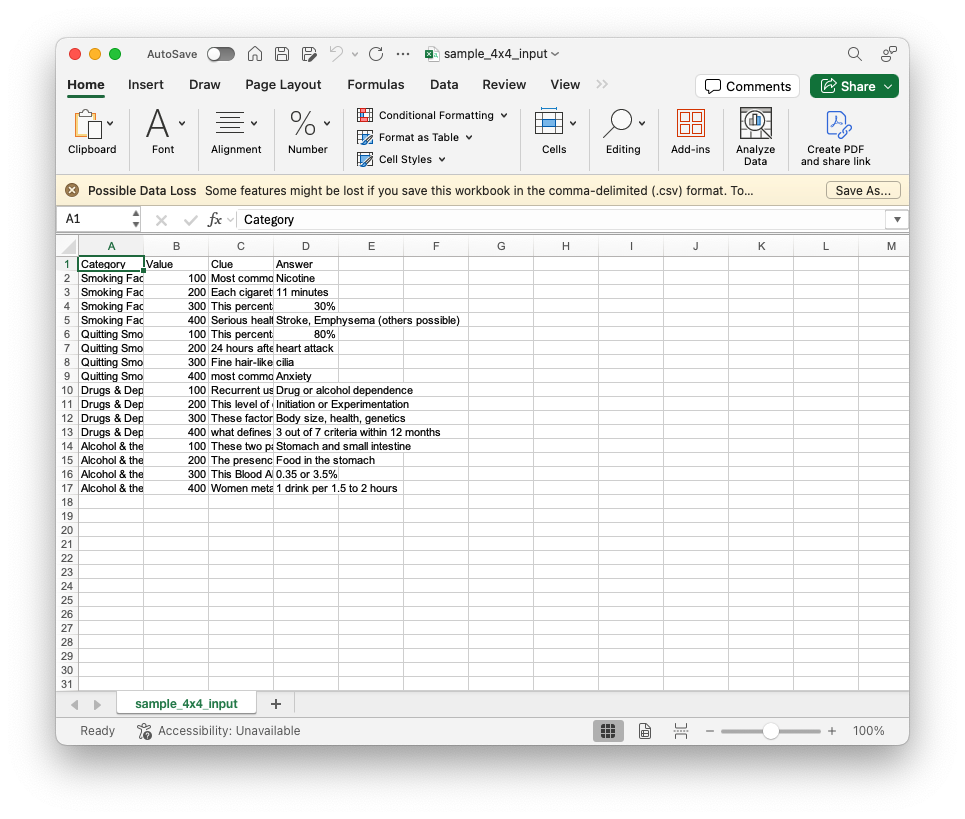 AutoSave sample_4x4_input
Home Insert Draw Page Layout Formulas Data Review View Comments Share
Clipboard Font Alignment % Number Conditional Formatting Format as Table Cell Styles Cells Editing Add-ins Analyze Data Create PDF and share link
Possible Data Loss Some features might be lost if you save this workbook in the comma-delimited (.csv) format. To... Save As...
A1 fx Category
A B C D E F G H I J K L M
1 Category Value Clue Answer
2 Smoking Fac 100 Most commo Nicotine
3 Smoking Fac 200 Each cigaret 11 minutes
4 Smoking Fac 300 This percent 30%
5 Smoking Fac 400 Serious healt Stroke, Emphysema (others possible)
6 Quitting Smo 100 This percent 80%
7 Quitting Smo 200 24 hours afte heart attack
8 Quitting Smo 300 Fine hair-like cilia
9 Quitting Smo 400 most commo Anxiety
10 Drugs & Dep 100 Recurrent us Drug or alcohol dependence
11 Drugs & Dep 200 This level of Initiation or Experimentation
12 Drugs & Dep 300 These factor Body size, health, genetics
13 Drugs & Dep 400 what defines 3 out of 7 criteria within 12 months
14 Alcohol & the 100 These two pa Stomach and small intestine
15 Alcohol & the 200 The presenc Food in the stomach
16 Alcohol & the 300 This Blood Al 0.35 or 3.5%
17 Alcohol & the 400 Women meta 1 drink per 1.5 to 2 hours
18
19
20
21
22
23
24
25
26
27
28
29
30
31
sample_4x4_input +
Ready Accessibility: Unavailable 100%